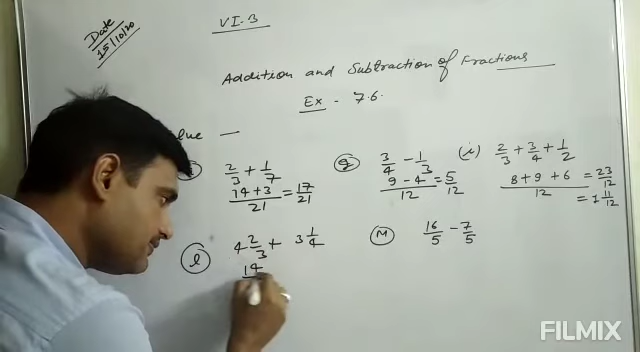 Date
15/10/20
VI-3
Addition and Subtraction of Fractions
Ex - 7.6.
lue —
2/3 + 1/7
14+3/21 = 17/21
(g) 3/4 - 1/3
9-4/12 = 5/12
(i) 2/3 + 3/4 + 1/2
8+9+6/12 = 23/12
= 1 11/12
(l) 4 2/3 + 3 1/4
14
(M) 16/5 - 7/5
FILMIX